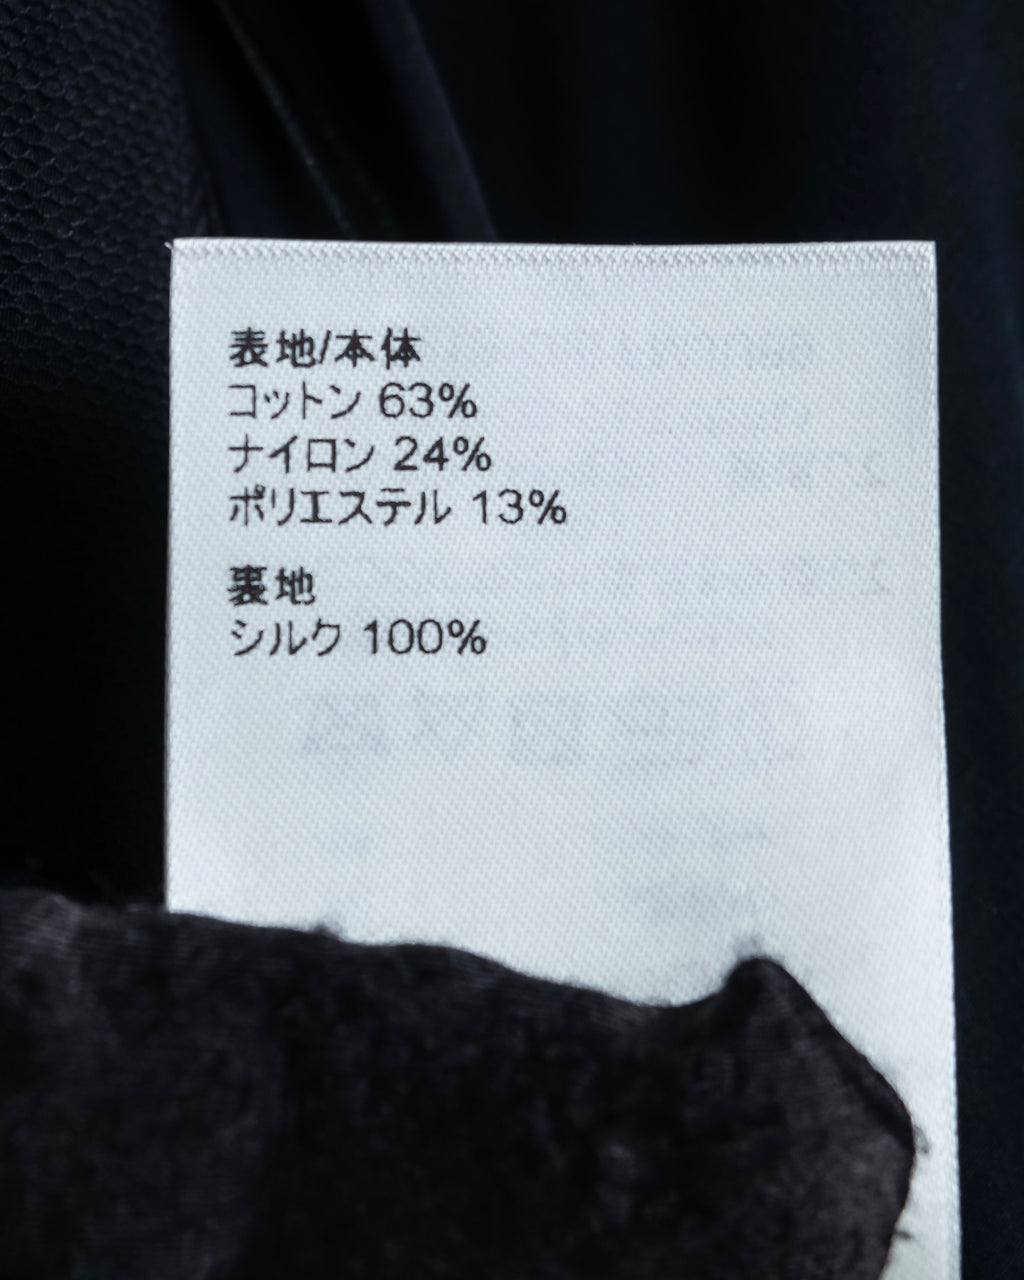 表地/本体
コットン 63%
ナイロン 24%
ポリエステル 13%
裏地
シルク 100%